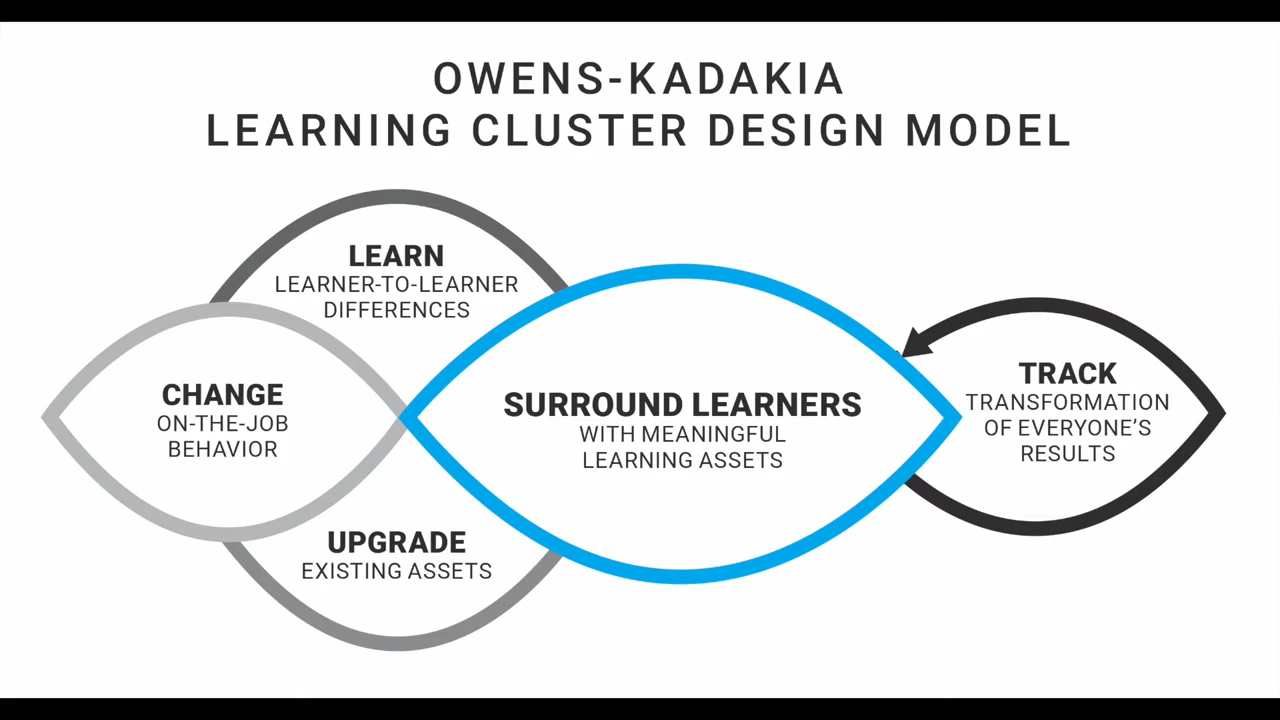 OWENS-KADAKIA
LEARNING CLUSTER DESIGN MODEL
LEARN
LEARNER-TO-LEARNER
DIFFERENCES
CHANGE
ON-THE-JOB
BEHAVIOR
SURROUND LEARNERS
WITH MEANINGFUL
LEARNING ASSETS
TRACK
TRANSFORMATION
OF EVERYONE’S
RESULTS
UPGRADE
EXISTING ASSETS